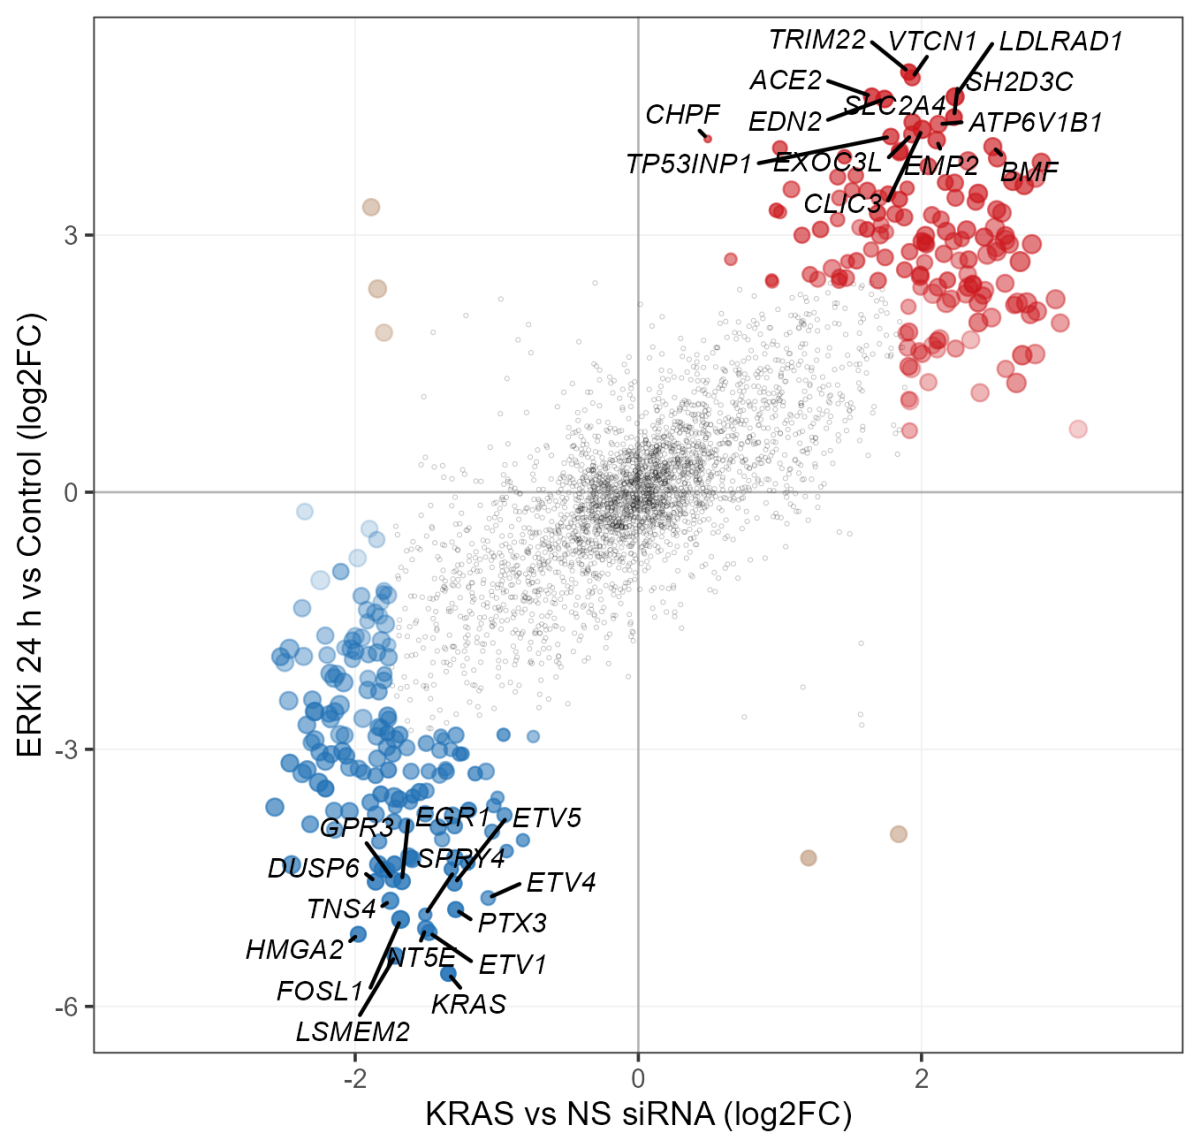 TRIM22
VTCN1
LDLRAD1
ACE2
SH2D3C
SLC2A4
CHPF
EDN2
ATP6V1B1
TP53INP1
EXOC3L
EMP2
BMF
CLIC3
3
0
-3
-6
ERKi 24 h vs Control (log2FC)
GPR3
EGR1
ETV5
DUSP6
SPRY4
ETV4
TNS4
PTX3
HMGA2
NT5E
ETV1
FOSL1
KRAS
LSMEM2
-2
0
2
KRAS vs NS siRNA (log2FC)